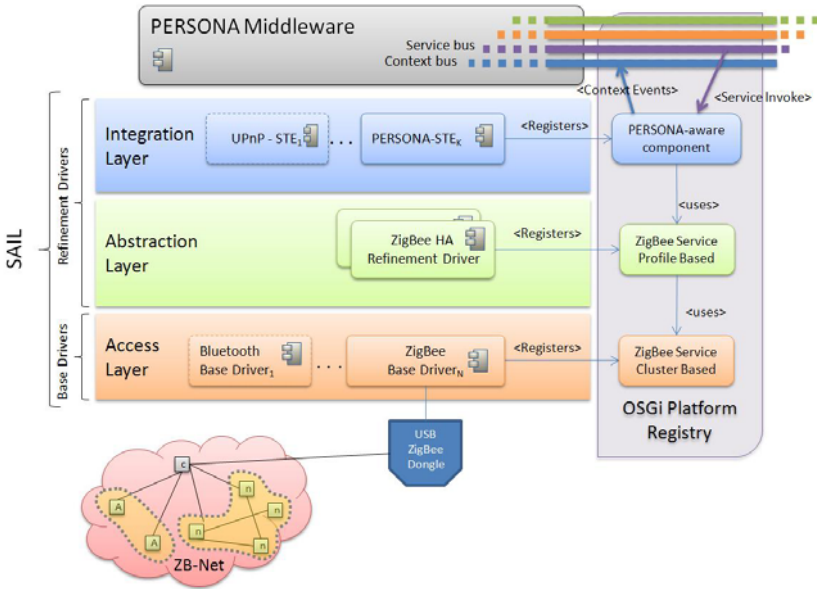 PERSONA Middleware
Service bus
Context bus
<Context Events>
<Service Invoke>
SAIL
Refinement Drivers
Integration
Layer
UPnP - STE1
...
PERSONA-STEK
<Registers>
PERSONA-aware
component
<uses>
Abstraction
Layer
ZigBee HA
Refinement Driver
<Registers>
ZigBee Service
Profile Based
<uses>
Base Drivers
Access
Layer
Bluetooth
Base Driver1
...
ZigBee
Base DriverN
<Registers>
ZigBee Service
Cluster Based
OSGi Platform
Registry
USB
ZigBee
Dongle
c
A
A
n
n
n
n
ZB-Net